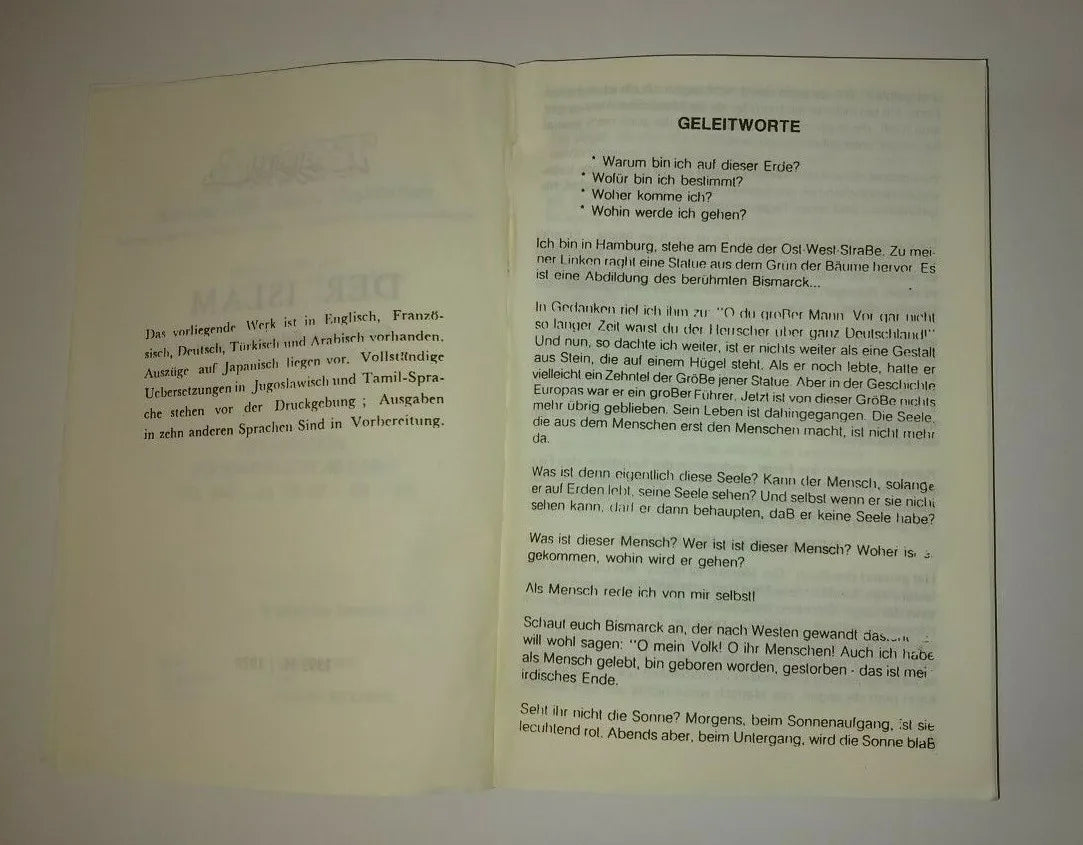 Das vorliegende Werk ist in Englisch, Franzö-
sisch, Deutsch, Türkisch und Arabisch vorhanden.
Auszüge auf Japanisch liegen vor. Vollständige
Uebersetzungen in Jugoslawisch und Tamil-Spra-
che stehen vor der Druckgebung ; Ausgaben
in zehn anderen Sprachen Sind in Vorbereitung.
DER ISLAM
GELEITWORTE
* Warum bin ich auf dieser Erde?
* Wofür bin ich bestimmt?
* Woher komme ich?
* Wohin werde ich gehen?
Ich bin in Hamburg, stehe am Ende der Ost-West-Straße. Zu mei-
ner Linken raght eine Statue aus dem Grün der Bäume hervor. Es
ist eine Abdildung des berühmten Bismarck...
In Gedanken rief ich ihm zu: "O du großer Mann. Vor gar nicht
so langer Zeit warst du der Herrscher über ganz Deutschland!"
Und nun, so dachte ich weiter, ist er nichts weiter als eine Gestalt
aus Stein, die auf einem Hügel steht. Als er noch lebte, hatte er
vielleicht ein Zehntel der Größe jener Statue. Aber in der Geschichte
Europas war er ein großer Führer. Jetzt ist von dieser Größe nichts
mehr übrig geblieben. Sein Leben ist dahingegangen. Die Seele,
die aus dem Menschen erst den Menschen macht, ist nicht mehr
da.
Was ist denn eigentlich diese Seele? Kann der Mensch, solange
er auf Erden lebt, seine Seele sehen? Und selbst wenn er sie nicht
sehen kann, darf er dann behaupten, daß er keine Seele habe?
Was ist dieser Mensch? Wer ist ist dieser Mensch? Woher ist
gekommen, wohin wird er gehen?
Als Mensch rede ich von mir selbst!
Schaut euch Bismarck an, der nach Westen gewandt
will wohl sagen: "O mein Volk! O ihr Menschen! Auch ich habe
als Mensch gelebt, bin geboren worden, gestorben - das ist mei
irdisches Ende.
Seht ihr nicht die Sonne? Morgens, beim Sonnenaufgang, ist sie
lecuhtend rot. Abends aber, beim Untergang, wird die Sonne blaß